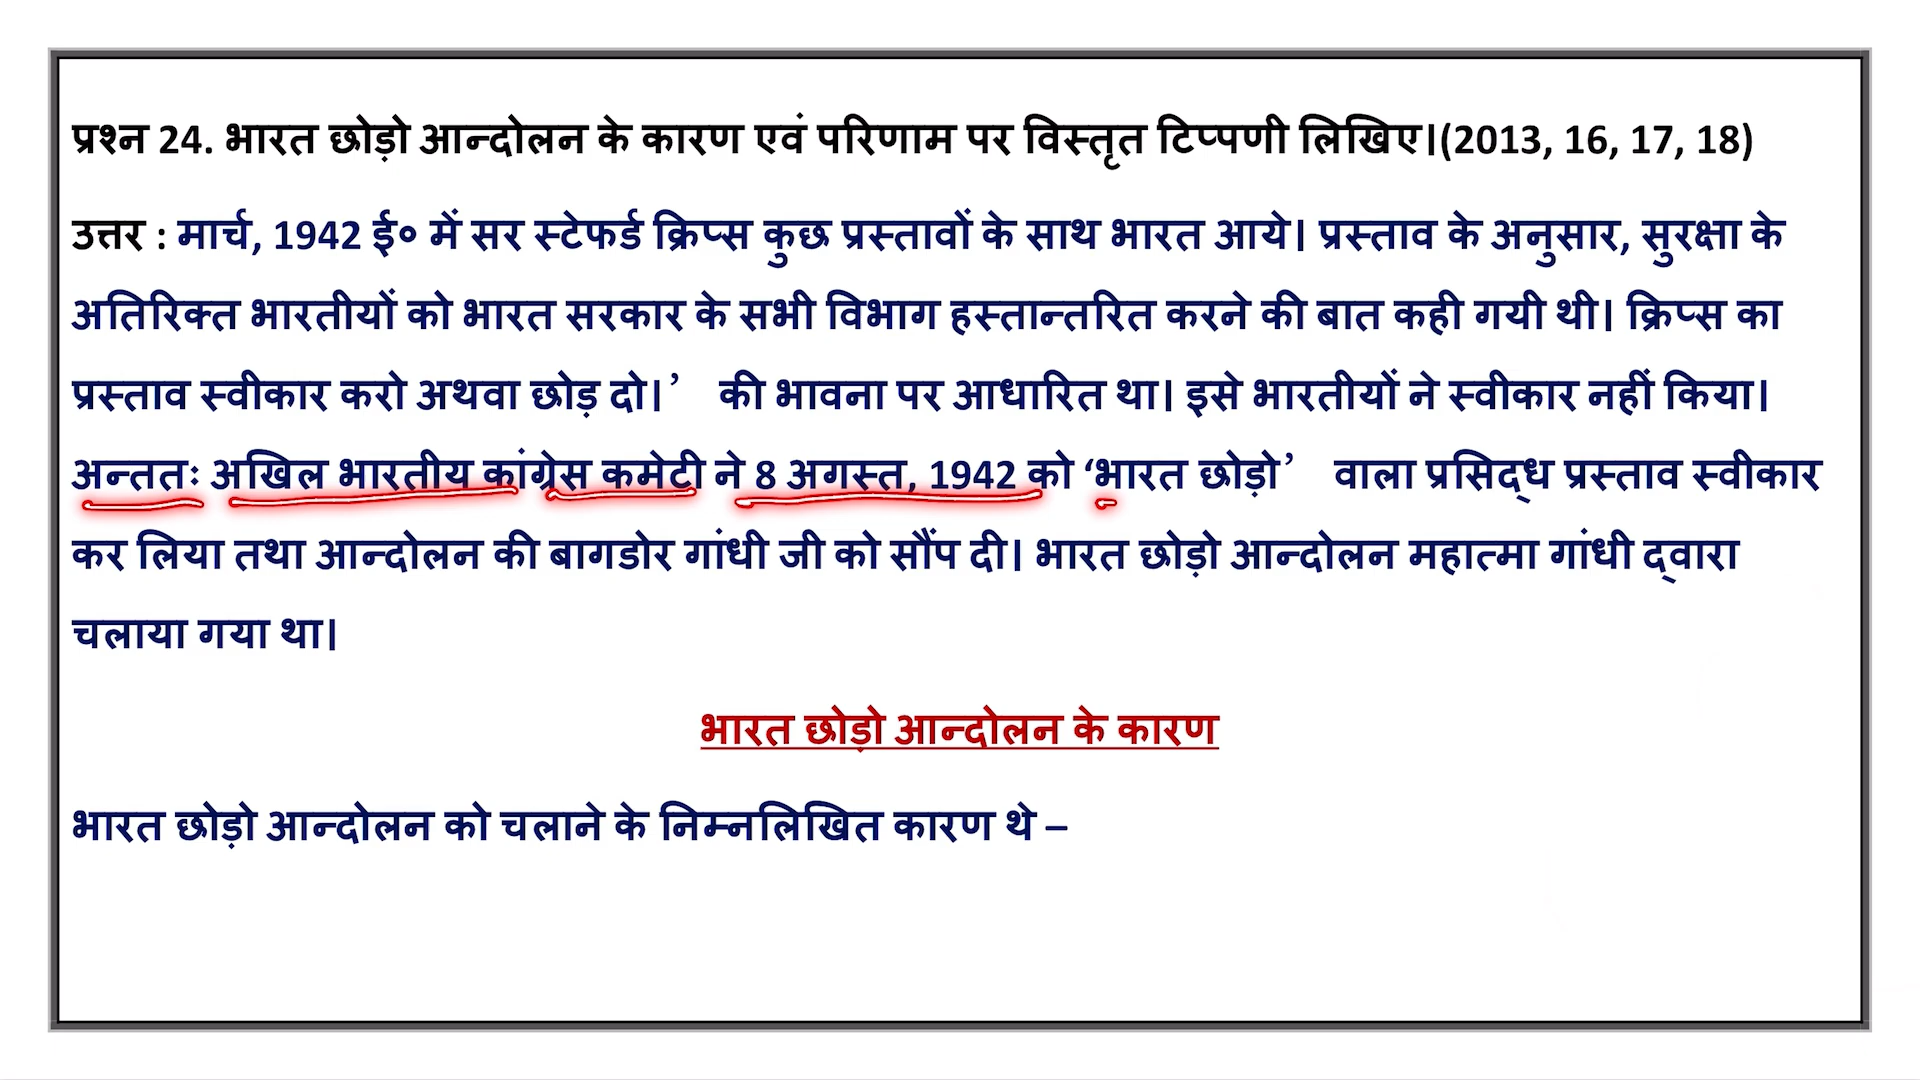 प्रश्न 24. भारत छोड़ो आन्दोलन के कारण एवं परिणाम पर विस्तृत टिप्पणी लिखिए।(2013, 16, 17, 18)
उत्तर : मार्च, 1942 ई० में सर स्टेफर्ड क्रिप्स कुछ प्रस्तावों के साथ भारत आये। प्रस्ताव के अनुसार, सुरक्षा के
अतिरिक्त भारतीयों को भारत सरकार के सभी विभाग हस्तान्तरित करने की बात कही गयी थी। क्रिप्स का
प्रस्ताव स्वीकार करो अथवा छोड़ दो।’ की भावना पर आधारित था। इसे भारतीयों ने स्वीकार नहीं किया।
अन्ततः अखिल भारतीय कांग्रेस कमेटी ने 8 अगस्त, 1942 को ‘भारत छोड़ो’ वाला प्रसिद्ध प्रस्ताव स्वीकार
कर लिया तथा आन्दोलन की बागडोर गांधी जी को सौंप दी। भारत छोड़ो आन्दोलन महात्मा गांधी द्वारा
चलाया गया था।
भारत छोड़ो आन्दोलन के कारण
भारत छोड़ो आन्दोलन को चलाने के निम्नलिखित कारण थे –